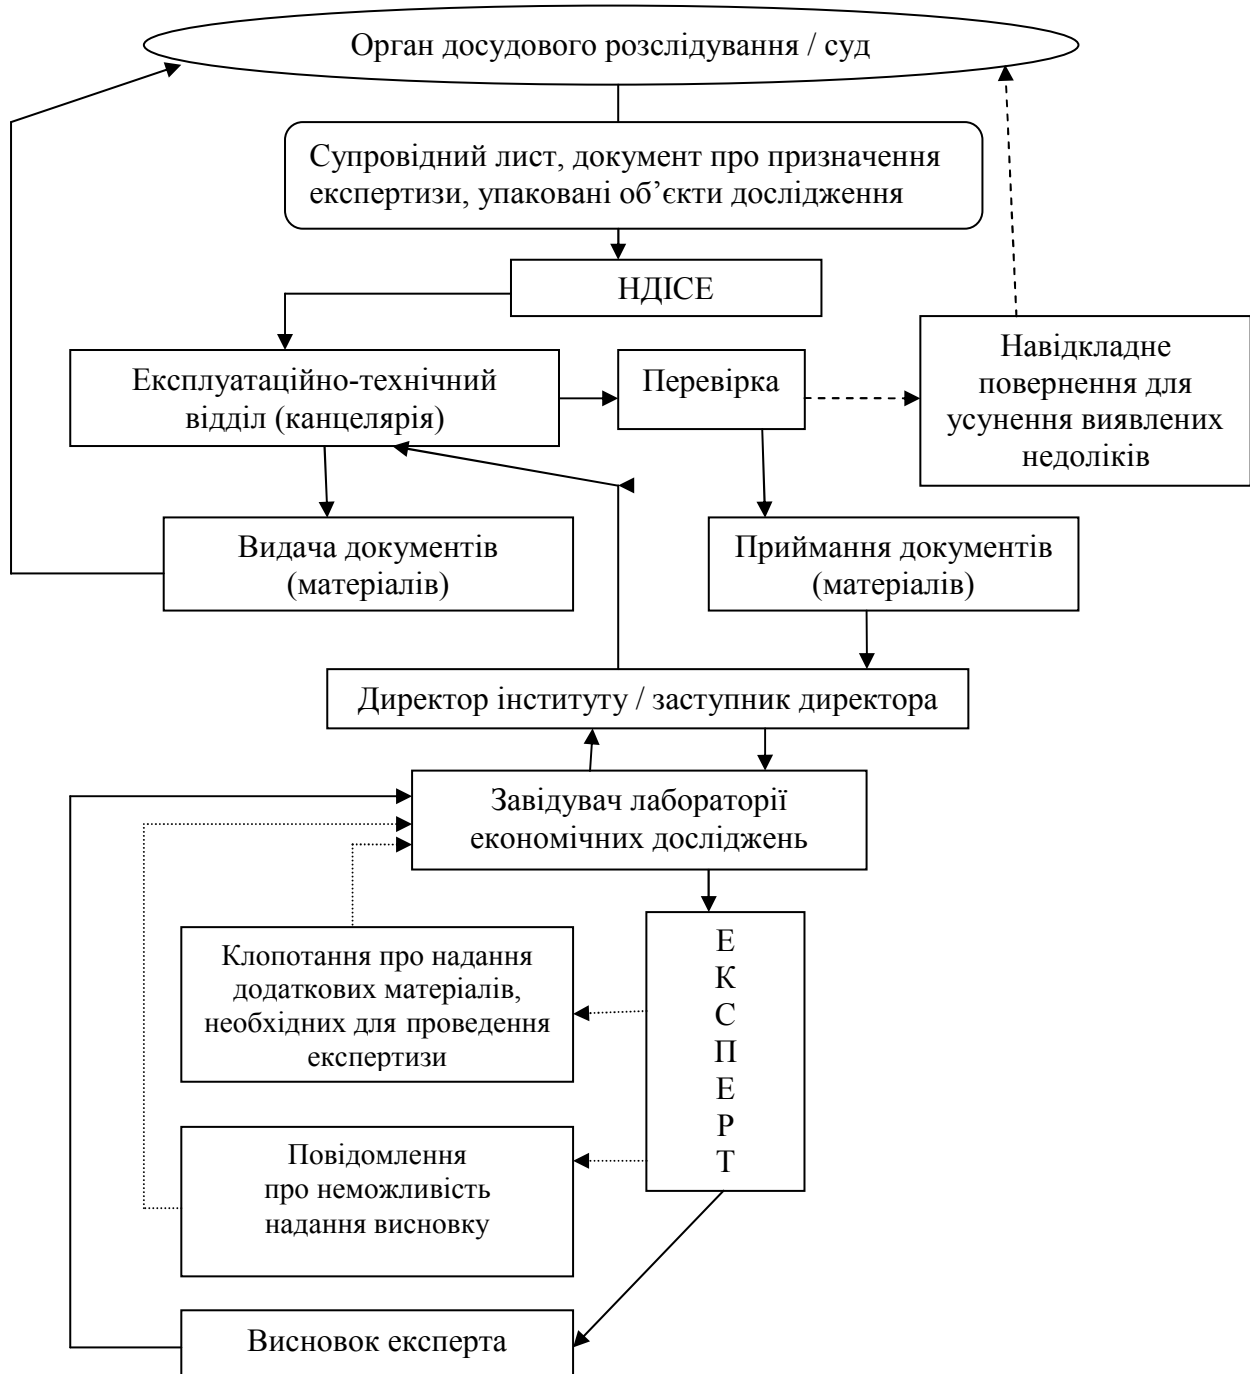 Орган досудового розслідування / суд
Супровідний лист, документ про призначення
експертизи, упаковані об’єкти дослідження
НДІСЕ
Експлуатаційно-технічний
відділ (канцелярія)
Перевірка
Навідкладне
повернення для
усунення виявлених
недоліків
Видача документів
(матеріалів)
Приймання документів
(матеріалів)
Директор інституту / заступник директора
Завідувач лабораторії
економічних досліджень
Клопотання про надання
додаткових матеріалів,
необхідних для проведення
експертизи
Е
К
С
П
Е
Р
Т
Повідомлення
про неможливість
надання висновку
Висновок експерта